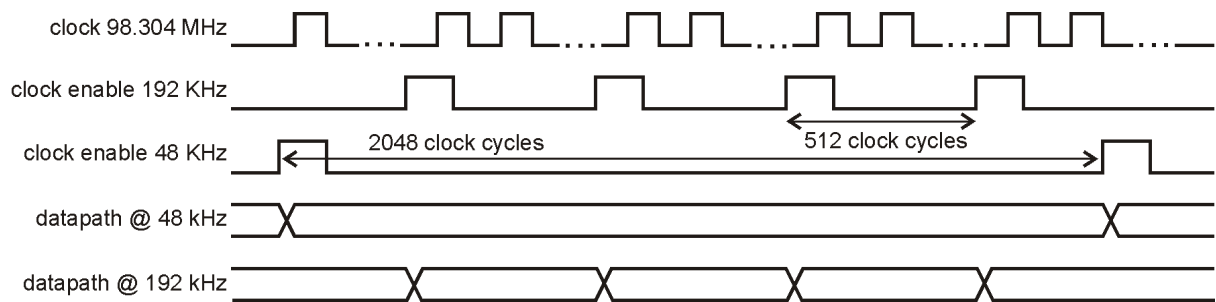 clock 98.304 MHz
clock enable 192 KHz
512 clock cycles
clock enable 48 KHz
2048 clock cycles
datapath @ 48 kHz
datapath @ 192 kHz